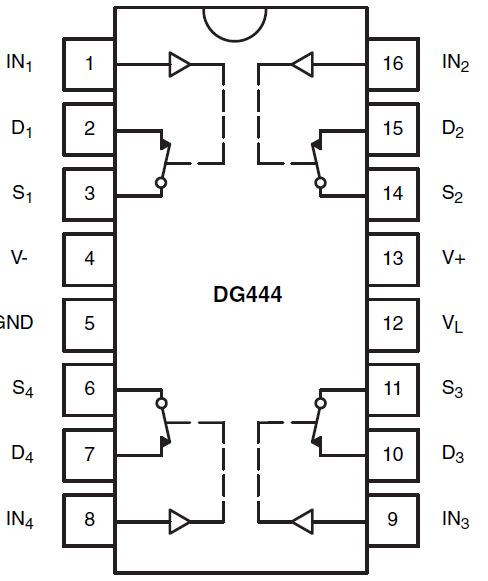 IN1 1 16 IN2
D1 2 15 D2
S1 3 14 S2
V- 4 13 V+
DG444
GND 5 12 VL
S4 6 11 S3
D4 7 10 D3
IN4 8 9 IN3